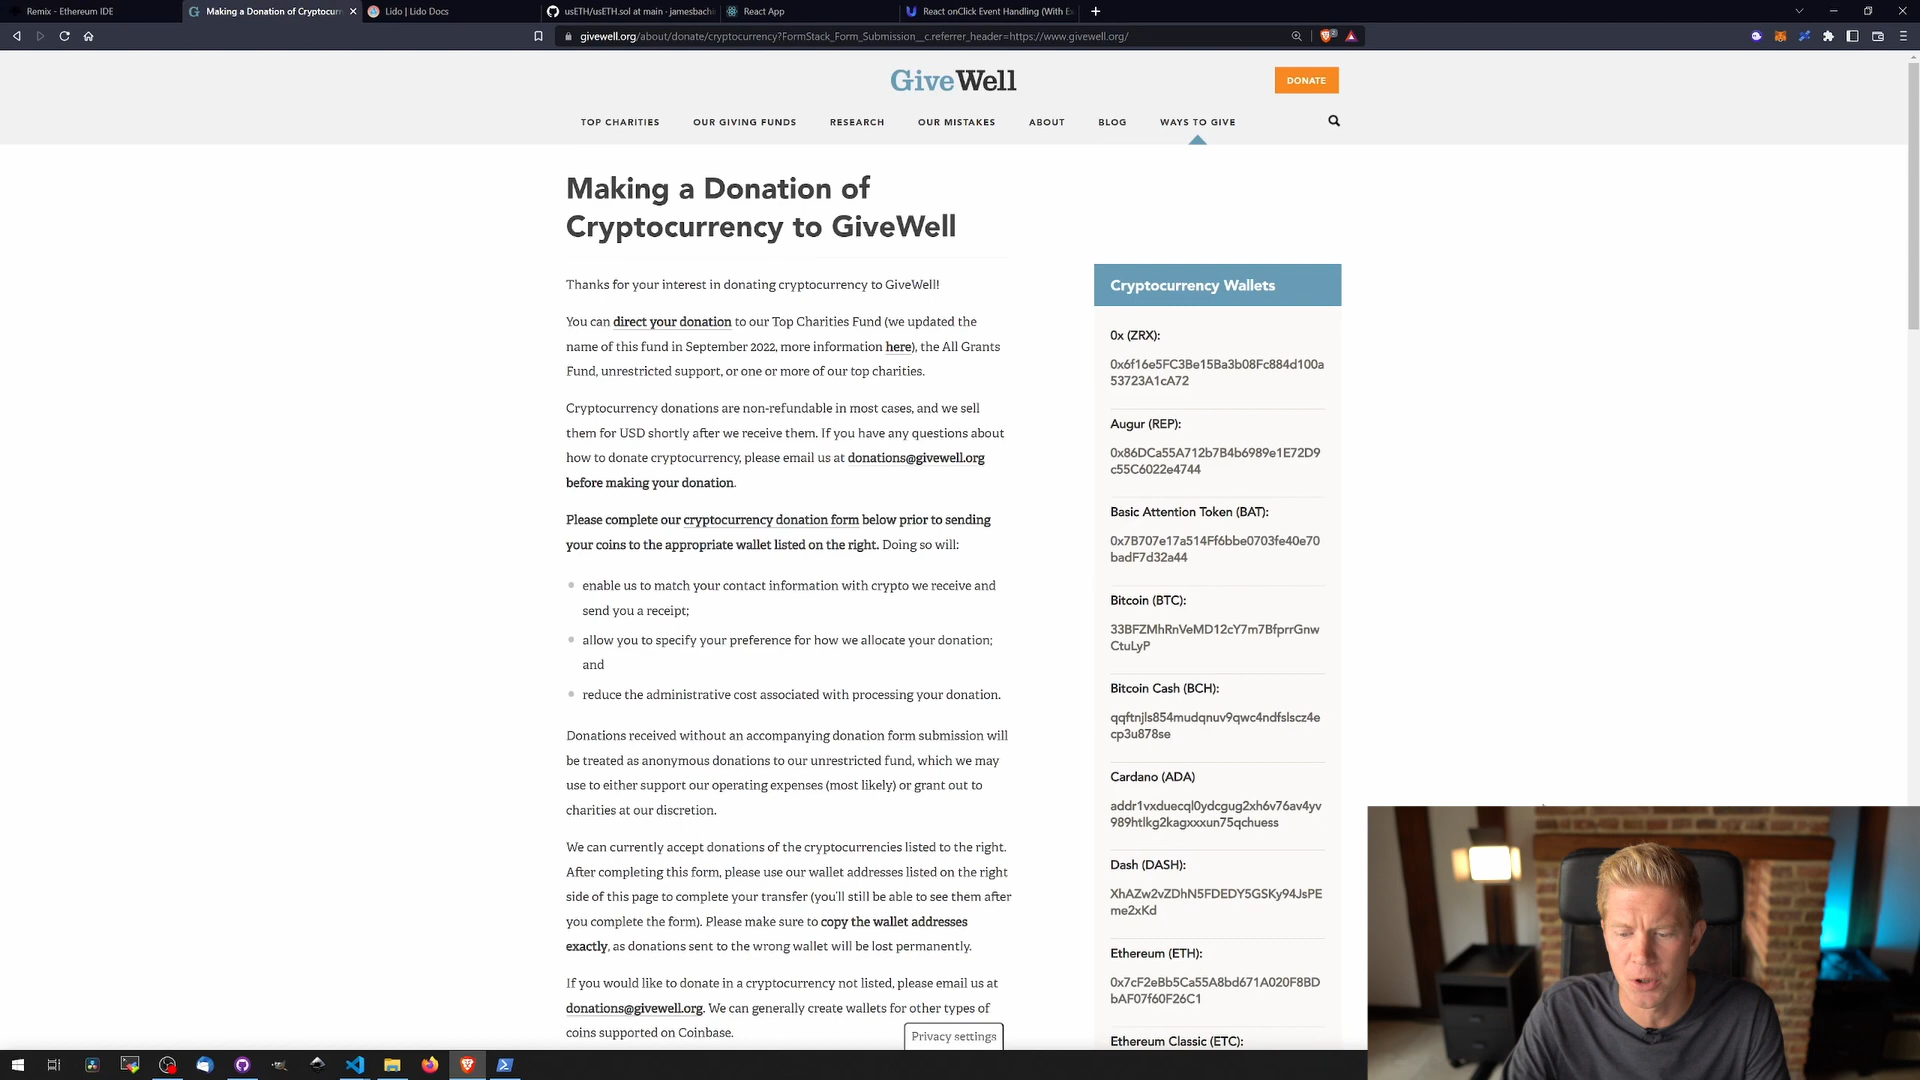 Remix - Ethereum IDE
Making a Donation of Cryptocurr
Lido | Lido Docs
usETH/usETH.sol at main · jamesbachi
React App
React onClick Event Handling (With E
givewell.org/about/donate/cryptocurrency?FormStack_Form_Submission__c.referrer_header=https://www.givewell.org/
GiveWell
DONATE
TOP CHARITIES
OUR GIVING FUNDS
RESEARCH
OUR MISTAKES
ABOUT
BLOG
WAYS TO GIVE
Making a Donation of
Cryptocurrency to GiveWell
Thanks for your interest in donating cryptocurrency to GiveWell!
You can direct your donation to our Top Charities Fund (we updated the
name of this fund in September 2022, more information here), the All Grants
Fund, unrestricted support, or one or more of our top charities.
Cryptocurrency donations are non-refundable in most cases, and we sell
them for USD shortly after we receive them. If you have any questions about
how to donate cryptocurrency, please email us at donations@givewell.org
before making your donation.
Please complete our cryptocurrency donation form below prior to sending
your coins to the appropriate wallet listed on the right. Doing so will:
enable us to match your contact information with crypto we receive and
send you a receipt;
allow you to specify your preference for how we allocate your donation;
and
reduce the administrative cost associated with processing your donation.
Donations received without an accompanying donation form submission will
be treated as anonymous donations to our unrestricted fund, which we may
use to either support our operating expenses (most likely) or grant out to
charities at our discretion.
We can currently accept donations of the cryptocurrencies listed to the right.
After completing this form, please use our wallet addresses listed on the right
side of this page to complete your transfer (you'll still be able to see them after
you complete the form). Please make sure to copy the wallet addresses
exactly, as donations sent to the wrong wallet will be lost permanently.
If you would like to donate in a cryptocurrency not listed, please email us at
donations@givewell.org. We can generally create wallets for other types of
coins supported on Coinbase.
Privacy settings
Cryptocurrency Wallets
0x (ZRX):
0x6f16e5FC3Be15Ba3b08Fc884d100a
53723A1cA72
Augur (REP):
0x86DCa55A712b7B4b6989e1E72D9
c55C6022e4744
Basic Attention Token (BAT):
0x7B707e17a514Ff6bbe0703fe40e70
badF7d32a44
Bitcoin (BTC):
33BFZMhRnVeMD12cY7m7BfprrGnw
CtuLyP
Bitcoin Cash (BCH):
qqftnjls854mudqnuv9qwc4ndfslscz4e
cp3u878se
Cardano (ADA)
addr1vxduecql0ydcgug2xh6v76av4yv
989htlkg2kagxxxun75qchuess
Dash (DASH):
XhAZw2vZDhN5FDEDY5GSKy94JsPE
me2xKd
Ethereum (ETH):
0x7cF2eBb5Ca55A8bd671A020F8BD
bAF07f60F26C1
Ethereum Classic (ETC):